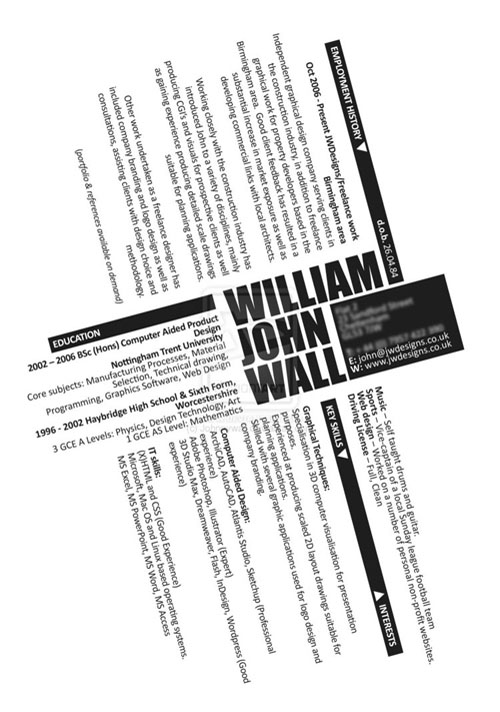 WILLIAM
JOHN
WALL
d.o.b. 26.04.84
E: john@jwdesigns.co.uk
W: www.jwdesigns.co.uk
EMPLOYMENT HISTORY
Oct 2006 - Present JWDesigns/Freelance work
Birmingham area
Independent graphical design company serving clients in
the construction industry, in addition to freelance
graphical work for property developers based in the
Birmingham area. Good client feedback has resulted in a
substantial increase in market exposure as well as
developing commercial links with local architects.
Working closely with the construction industry has
introduced John to a variety of disciplines, mainly
producing CGI's and visuals for prospective clients as well
as gaining experience producing detailed scale drawings
suitable for planning applications.
Other work undertaken as a freelance designer has
included company branding and logo design as well as
consultations, assisting clients with design choice and
methodology.
(portfolio & references available on demand)
EDUCATION
2002 – 2006 BSc (Hons) Computer Aided Product
Design
Nottingham Trent University
Core subjects: Manufacturing Processes, Material
Selection, Technical drawing,
Programming, Graphics Software, Web Design
1996 - 2002 Haybridge High School & Sixth Form,
Worcestershire
3 GCE A Levels: Physics, Design Technology, Art
1 GCE AS Level: Mathematics
KEY SKILLS
Graphical Techniques:
Specialisation in 3D computer visualisation for presentation
purposes.
Experienced at producing scaled 2D layout drawings suitable for
planning applications.
Skilled with several graphic applications used for logo design and
company branding.
Computer Aided Design:
ArchiCAD, AutoCAD, Atlantis Studio, Sketchup (Professional
experience)
Adobe Photoshop, Illustrator (Expert)
3D Studio Max, Dreamweaver, Flash, InDesign, Wordpress (Good
experience)
IT skills:
(X)HTML and CSS (Good Experience)
Microsoft, Mac OS and Linux based operating systems.
MS Excel, MS PowerPoint, MS Word, MS Access
INTERESTS
Music – Self taught drums and guitar.
Sports – Vice-captain of a local Sunday league football team
Web design – Worked on a number of personal non-profit websites.
Driving License – Full, Clean